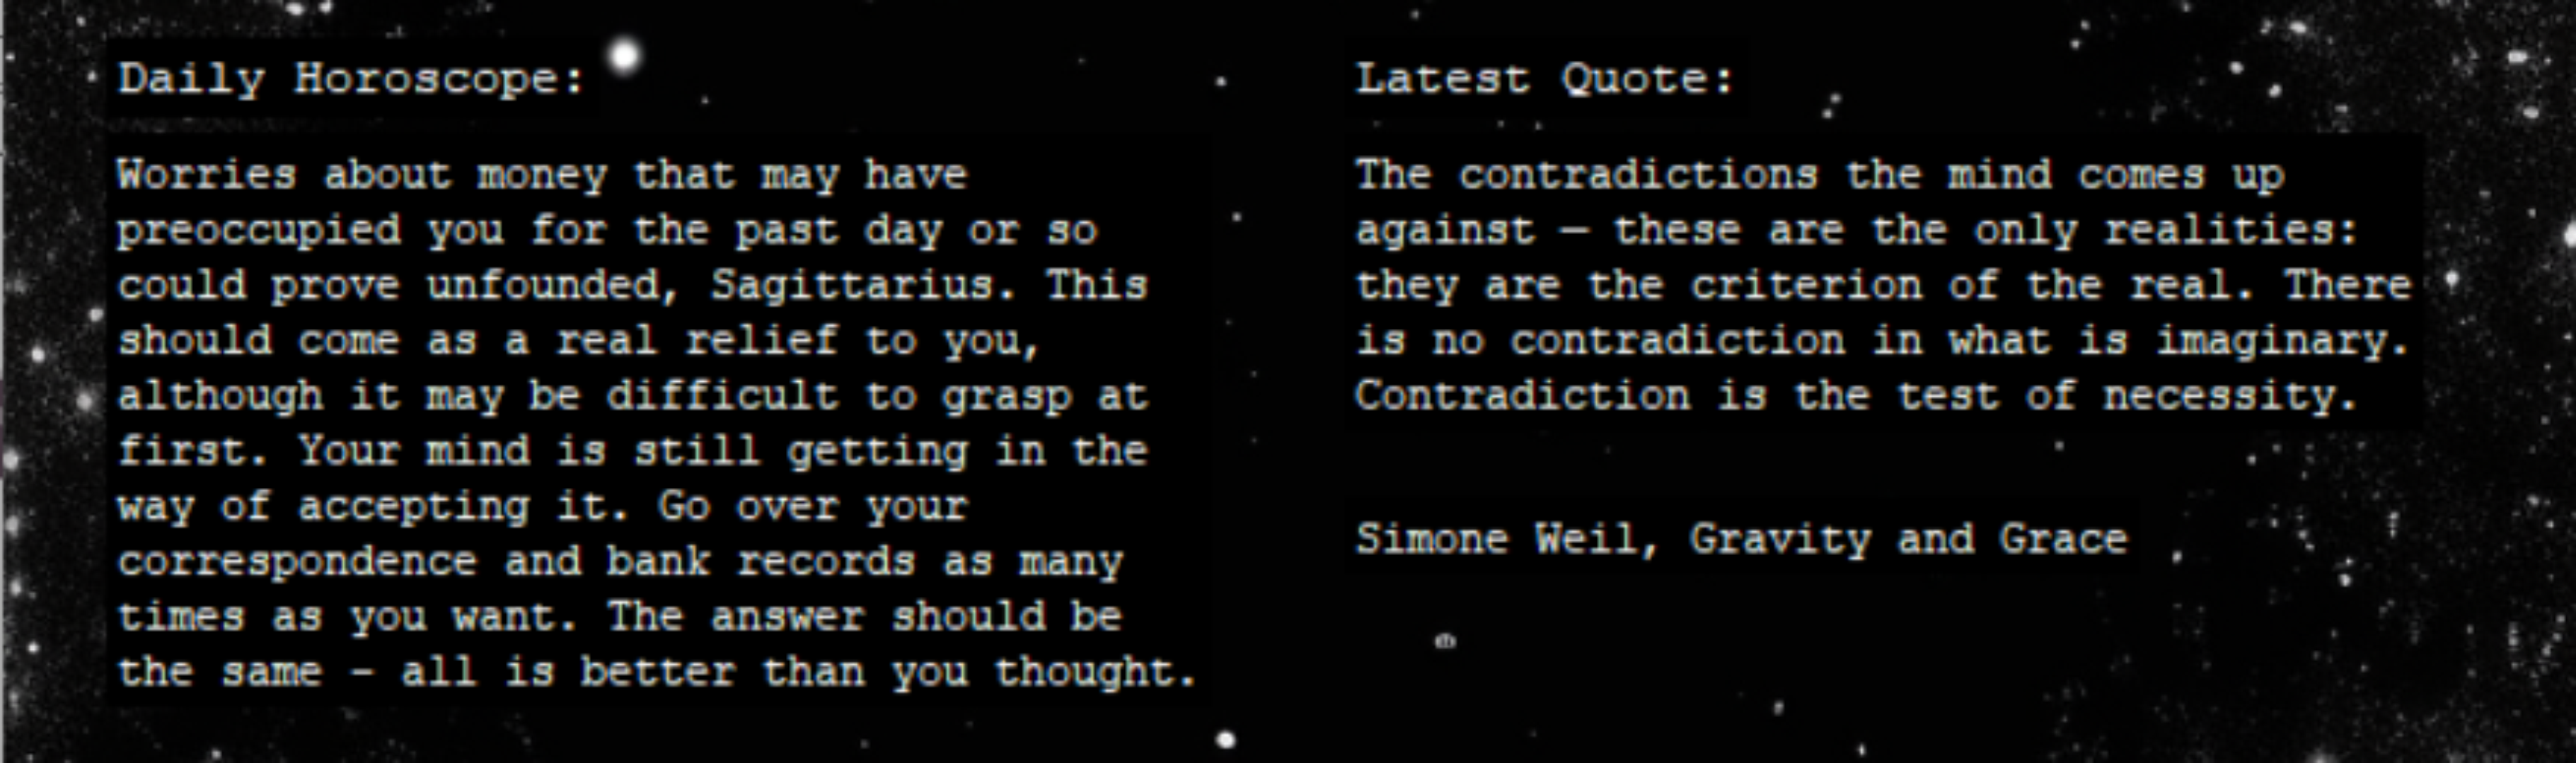 Daily Horoscope:
Worries about money that may have
preoccupied you for the past day or so
could prove unfounded, Sagittarius. This
should come as a real relief to you,
although it may be difficult to grasp at
first. Your mind is still getting in the
way of accepting it. Go over your
correspondence and bank records as many
times as you want. The answer should be
the same - all is better than you thought.
Latest Quote:
The contradictions the mind comes up
against — these are the only realities:
they are the criterion of the real. There
is no contradiction in what is imaginary.
Contradiction is the test of necessity.
Simone Weil, Gravity and Grace